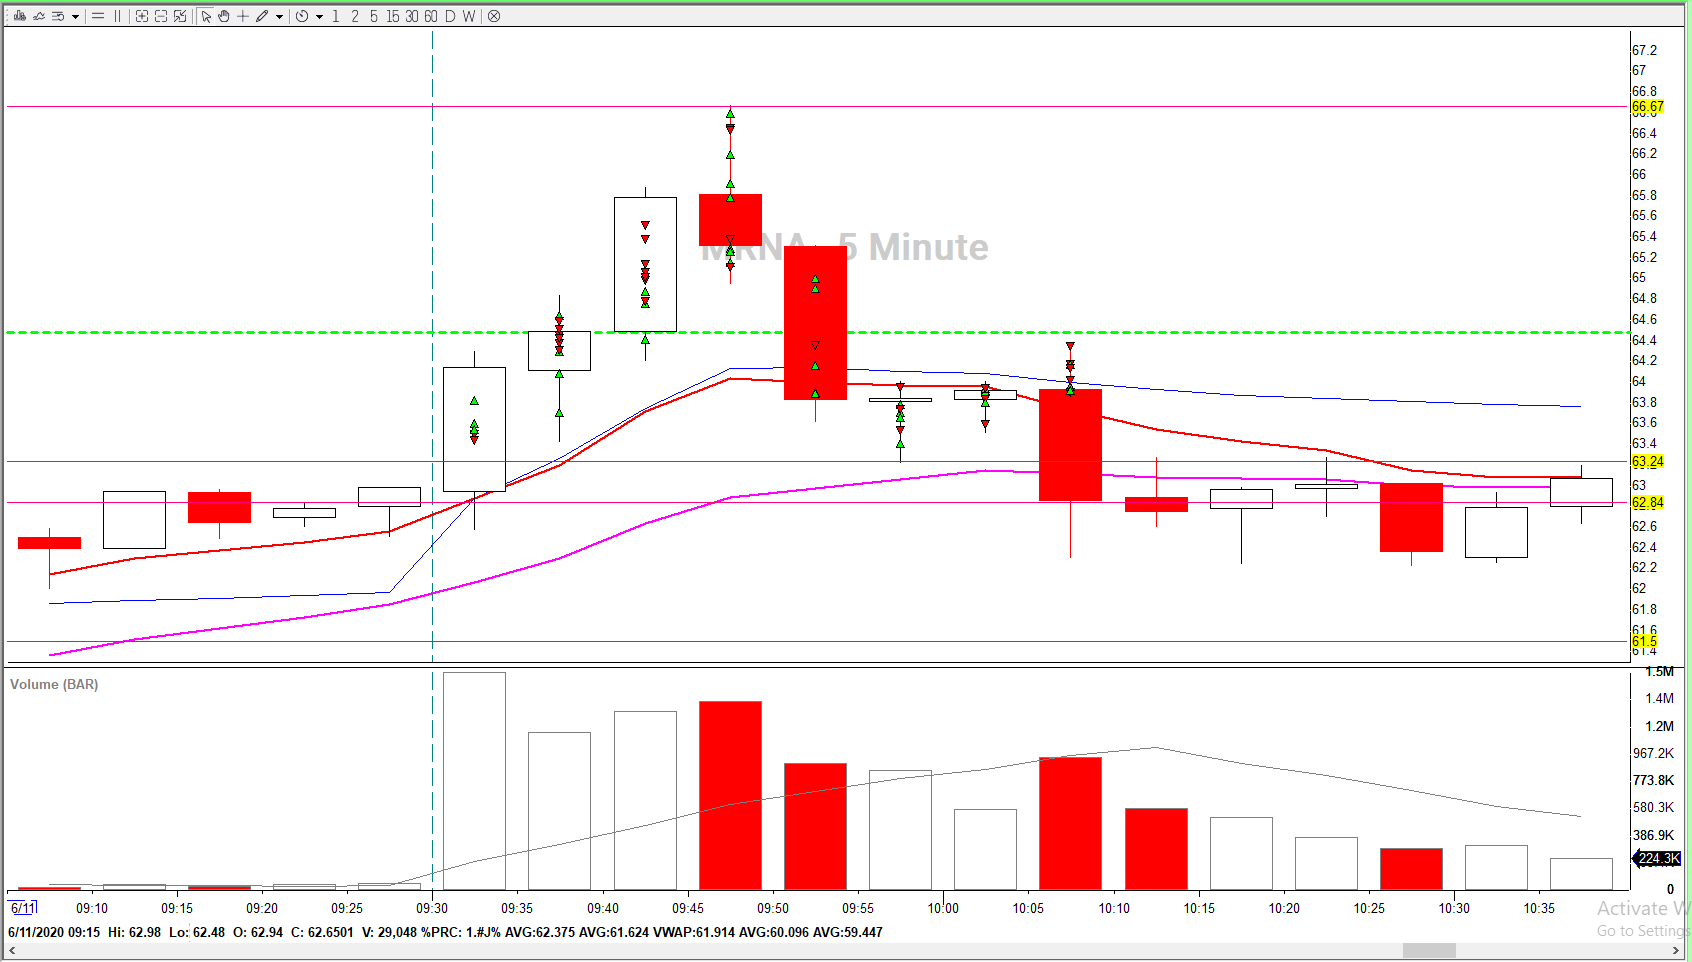 1 2 5 15 30 60 D W
67.2
67
66.8
66.67
66.6
66.4
66.2
66
65.8
65.6
65.4
MRNA 5 Minute
65.2
65
64.8
64.6
64.4
64.2
64
63.8
63.6
63.4
63.24
63
62.84
62.6
62.4
62.2
62
61.8
61.6
61.5
61.4
Volume (BAR)
1.5M
1.4M
1.2M
967.2K
773.8K
580.3K
386.9K
224.3K
0
6/11 09:10 09:15 09:20 09:25 09:30 09:35 09:40 09:45 09:50 09:55 10:00 10:05 10:10 10:15 10:20 10:25 10:30 10:35
Activate W
6/11/2020 09:15 Hi: 62.98 Lo: 62.48 O: 62.94 C: 62.6501 V: 29,048 %PRC: 1.#J% AVG:62.375 AVG:61.624 VWAP:61.914 AVG:60.096 AVG:59.447
Go to Settings